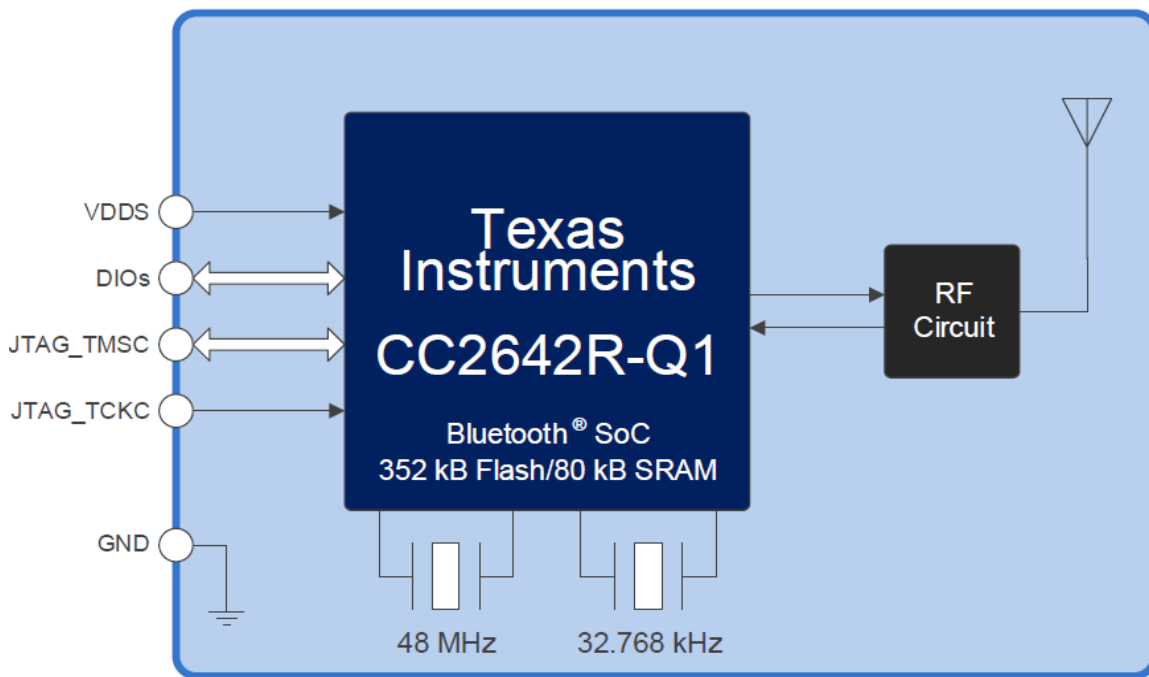 VDDS
DIOs
JTAG_TMSC
JTAG_TCKC
GND
Texas
Instruments
CC2642R-Q1
Bluetooth® SoC
352 kB Flash/80 kB SRAM
RF
Circuit
48 MHz
32.768 kHz